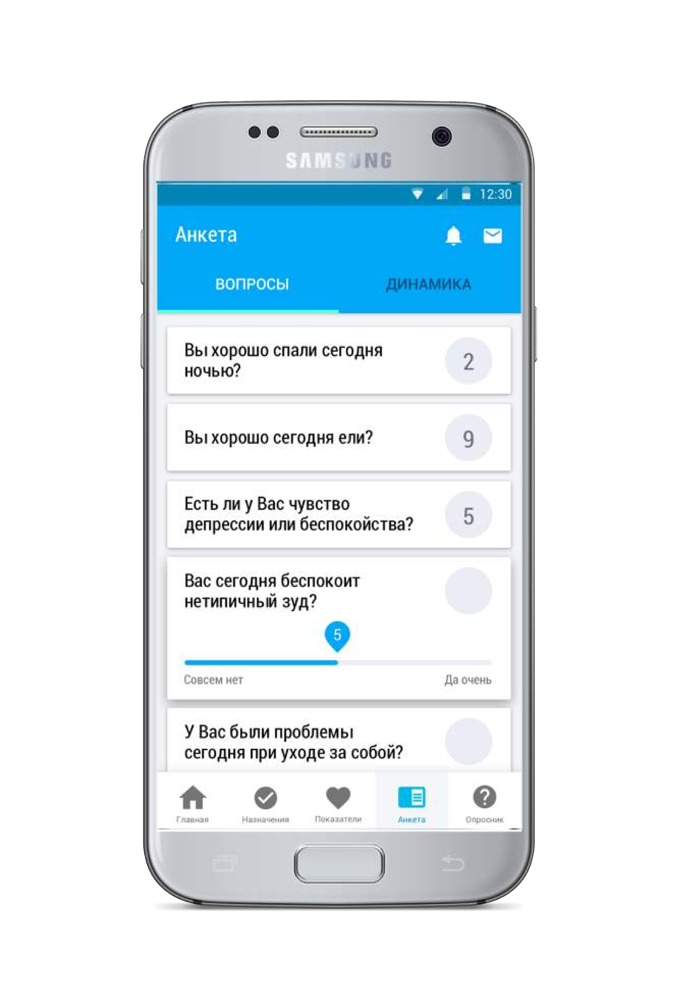 SAMSUNG
12:30
Анкета
ВОПРОСЫ
ДИНАМИКА
Вы хорошо спали сегодня
ночью?
2
Вы хорошо сегодня ели?
9
Есть ли у Вас чувство
депрессии или беспокойства?
5
Вас сегодня беспокоит
нетипичный зуд?
5
Совсем нет
Да очень
У Вас были проблемы
сегодня при уходе за собой?
Главная
Назначения
Показатели
Анкета
Опросник